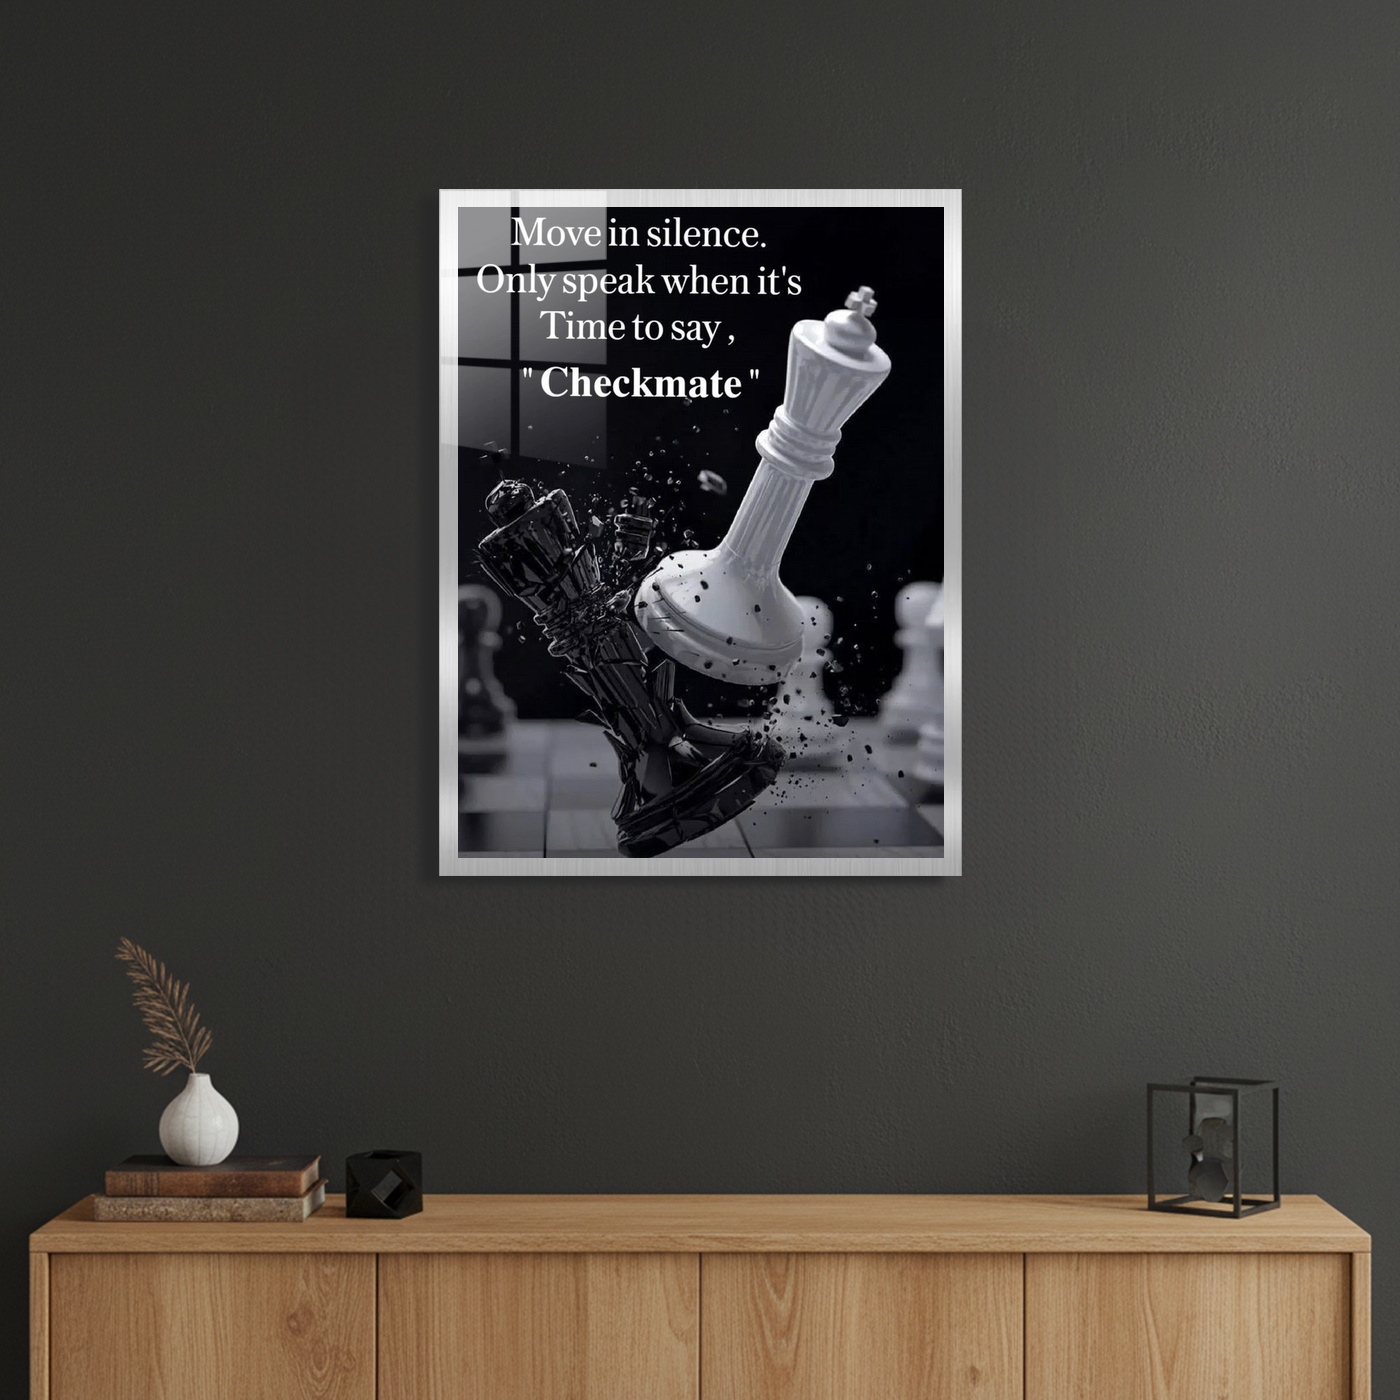 Move in silence.
Only speak when it's
Time to say ,
" Checkmate "